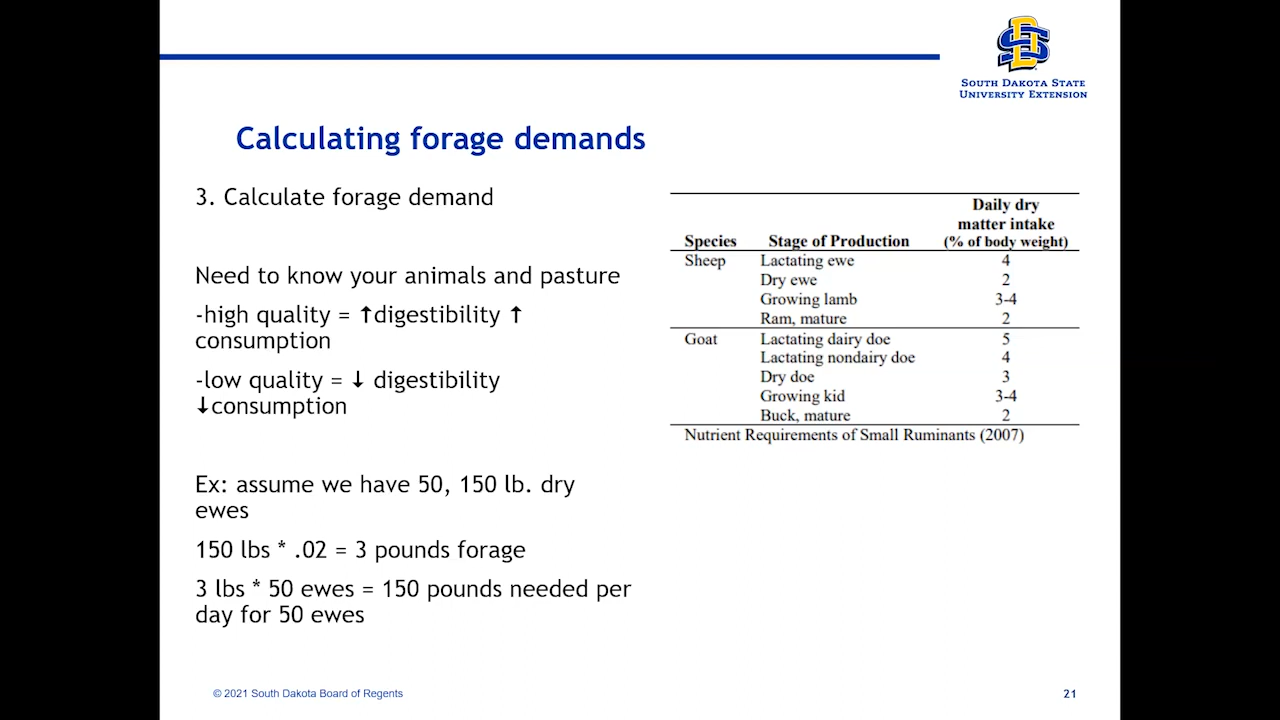 SOUTH DAKOTA STATE
UNIVERSITY EXTENSION
Calculating forage demands
3. Calculate forage demand
Need to know your animals and pasture
-high quality = ↑digestibility ↑
consumption
-low quality = ↓ digestibility
↓consumption
Ex: assume we have 50, 150 lb. dry
ewes
150 lbs * .02 = 3 pounds forage
3 lbs * 50 ewes = 150 pounds needed per
day for 50 ewes
Daily dry
matter intake
Species Stage of Production (% of body weight)
Sheep Lactating ewe 4
Dry ewe 2
Growing lamb 3-4
Ram, mature 2
Goat Lactating dairy doe 5
Lactating nondairy doe 4
Dry doe 3
Growing kid 3-4
Buck, mature 2
Nutrient Requirements of Small Ruminants (2007)
© 2021 South Dakota Board of Regents
21